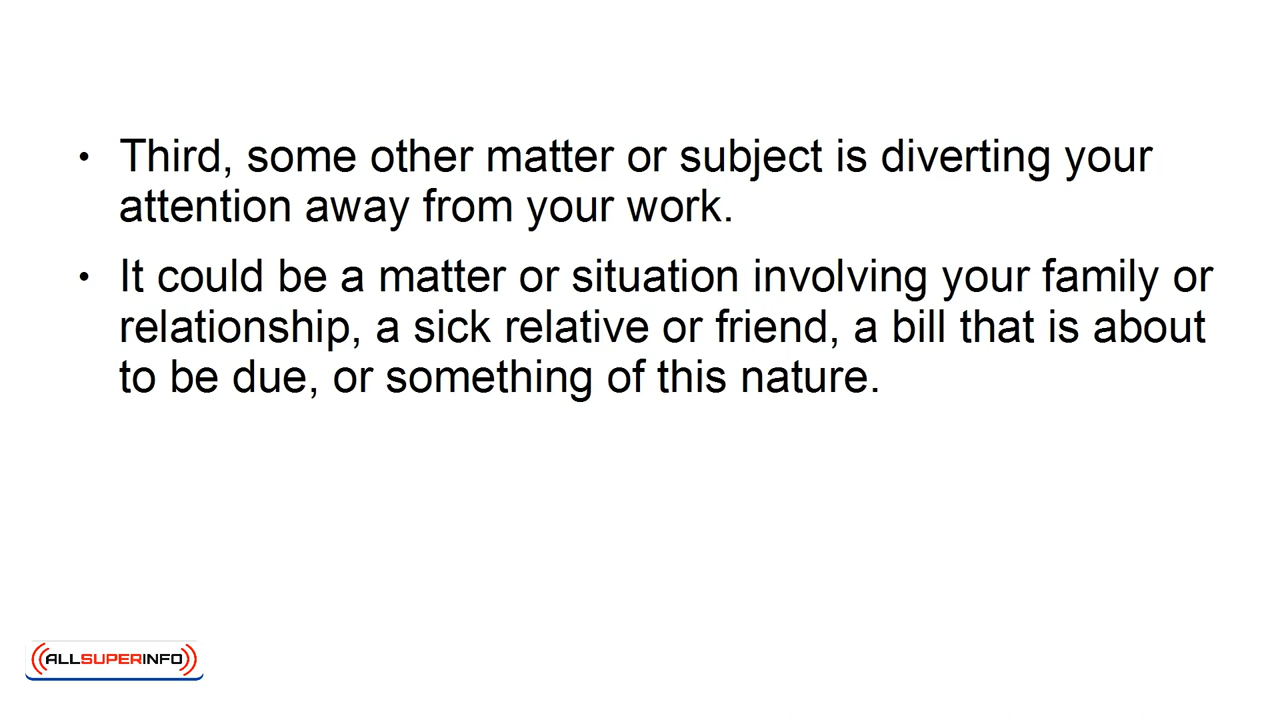 • Third, some other matter or subject is diverting your
attention away from your work.
• It could be a matter or situation involving your family or
relationship, a sick relative or friend, a bill that is about
to be due, or something of this nature.
ALLSUPERINFO